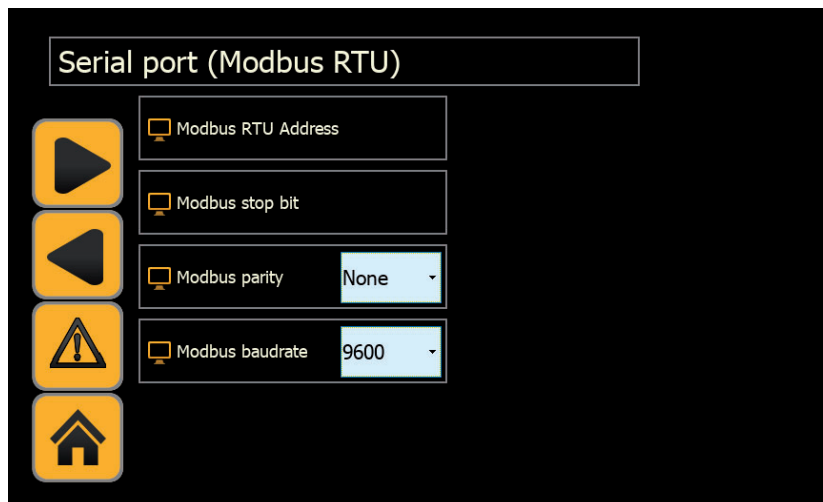 Serial port (Modbus RTU)
Modbus RTU Address
Modbus stop bit
Modbus parity None
Modbus baudrate 9600